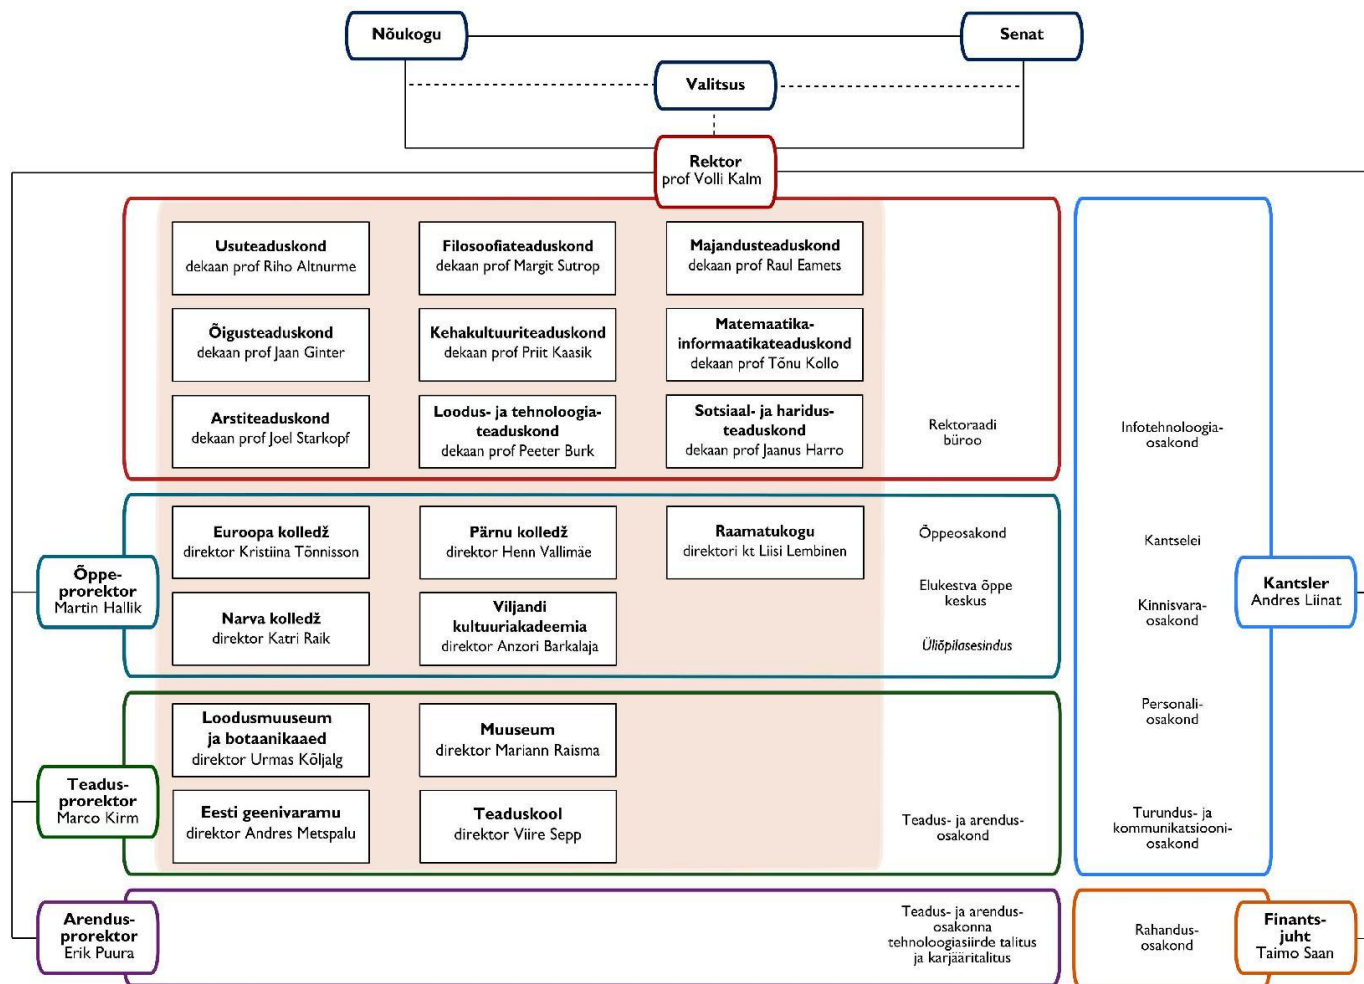 Nõukogu
Senat
Valitsus
Rektor
prof Volli Kalm
Usuteaduskond
dekaan prof Riho Altnurme
Filosoofiateaduskond
dekaan prof Margit Sutrop
Majandusteaduskond
dekaan prof Raul Eamets
Õigusteaduskond
dekaan prof Jaan Ginter
Kehakultuuriteaduskond
dekaan prof Priit Kaasik
Matemaatika-
informaatikateaduskond
dekaan prof Tõnu Kollo
Arstiteaduskond
dekaan prof Joel Starkopf
Loodus- ja tehnoloogia-
teaduskond
dekaan prof Peeter Burk
Sotsiaal- ja haridus-
teaduskond
dekaan prof Jaanus Harro
Rektoraadi
büroo
Infotehnoloogia-
osakond
Õppe-
prorektor
Martin Hallik
Euroopa kolledž
direktor Kristiina Tõnnisson
Pärnu kolledž
direktor Henn Vallimäe
Raamatukogu
direktori kt Liisi Lembinen
Narva kolledž
direktor Katri Raik
Viljandi
kultuuriakadeemia
direktor Anzori Barkalaja
Õppeosakond
Elukestva õppe
keskus
Üliõpilasesindus
Kantselei
Kinnisvara-
osakond
Kantsler
Andres Liinat
Teadus-
prorektor
Marco Kirm
Loodusmuuseum
ja botaanikaaed
direktor Urmas Kõljalg
Muuseum
direktor Mariann Raisma
Eesti geenivaramu
direktor Andres Metspalu
Teaduskool
direktor Viire Sepp
Teadus- ja arendus-
osakond
Personali-
osakond
Turundus- ja
kommunikatsiooni-
osakond
Arendus-
prorektor
Erik Puura
Teadus- ja arendus-
osakonna
tehnoloogiasiirde talitus
ja karjääritalitus
Rahandus-
osakond
Finants-
juht
Taimo Saan